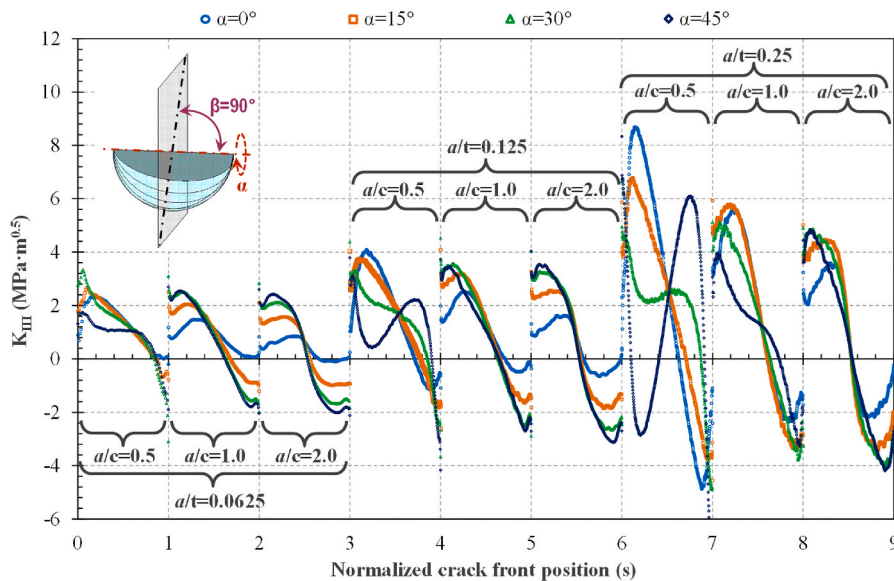 α=0° α=15° α=30° α=45°
12
10
8
6
4
2
0
-2
-4
-6
K_III (MPa·m^0.5)
β=90°
α
a/t=0.25
a/c=0.5 a/c=1.0 a/c=2.0
a/t=0.125
a/c=0.5 a/c=1.0 a/c=2.0
a/c=0.5 a/c=1.0 a/c=2.0
a/t=0.0625
0 1 2 3 4 5 6 7 8 9
Normalized crack front position (s)